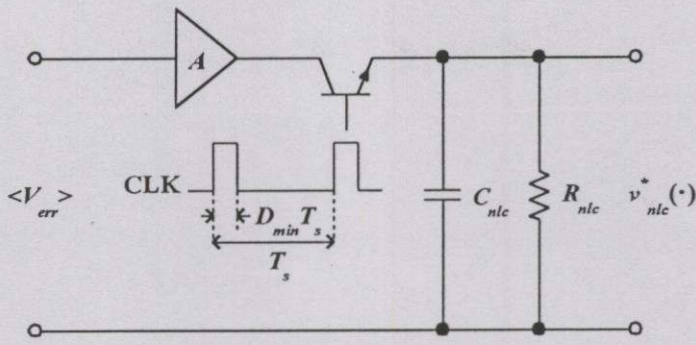 A
CLK
<V_err>
D_min T_s
T_s
C_nlc
R_nlc
v*_nlc(·)